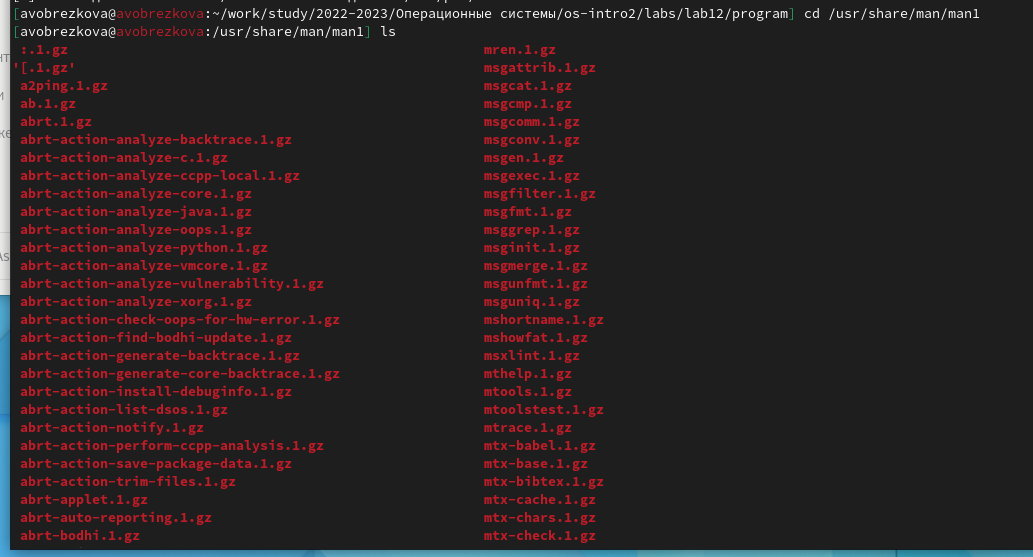 [avobrezkova@avobrezkova:~/work/study/2022-2023/Операционные системы/os-intro2/labs/lab12/program] cd /usr/share/man/man1
[avobrezkova@avobrezkova:/usr/share/man/man1] ls
:.1.gz
'[.1.gz'
a2ping.1.gz
ab.1.gz
abrt.1.gz
abrt-action-analyze-backtrace.1.gz
abrt-action-analyze-c.1.gz
abrt-action-analyze-ccpp-local.1.gz
abrt-action-analyze-core.1.gz
abrt-action-analyze-java.1.gz
abrt-action-analyze-oops.1.gz
abrt-action-analyze-python.1.gz
abrt-action-analyze-vmcore.1.gz
abrt-action-analyze-vulnerability.1.gz
abrt-action-analyze-xorg.1.gz
abrt-action-check-oops-for-hw-error.1.gz
abrt-action-find-bodhi-update.1.gz
abrt-action-generate-backtrace.1.gz
abrt-action-generate-core-backtrace.1.gz
abrt-action-install-debuginfo.1.gz
abrt-action-list-dsos.1.gz
abrt-action-notify.1.gz
abrt-action-perform-ccpp-analysis.1.gz
abrt-action-save-package-data.1.gz
abrt-action-trim-files.1.gz
abrt-applet.1.gz
abrt-auto-reporting.1.gz
abrt-bodhi.1.gz
mren.1.gz
msgattrib.1.gz
msgcat.1.gz
msgcmp.1.gz
msgcomm.1.gz
msgconv.1.gz
msgen.1.gz
msgexec.1.gz
msgfilter.1.gz
msgfmt.1.gz
msggrep.1.gz
msginit.1.gz
msgmerge.1.gz
msgunfmt.1.gz
msguniq.1.gz
mshortname.1.gz
mshowfat.1.gz
msxlint.1.gz
mthelp.1.gz
mtools.1.gz
mtoolstest.1.gz
mtrace.1.gz
mtx-babel.1.gz
mtx-base.1.gz
mtx-bibtex.1.gz
mtx-cache.1.gz
mtx-chars.1.gz
mtx-check.1.gz